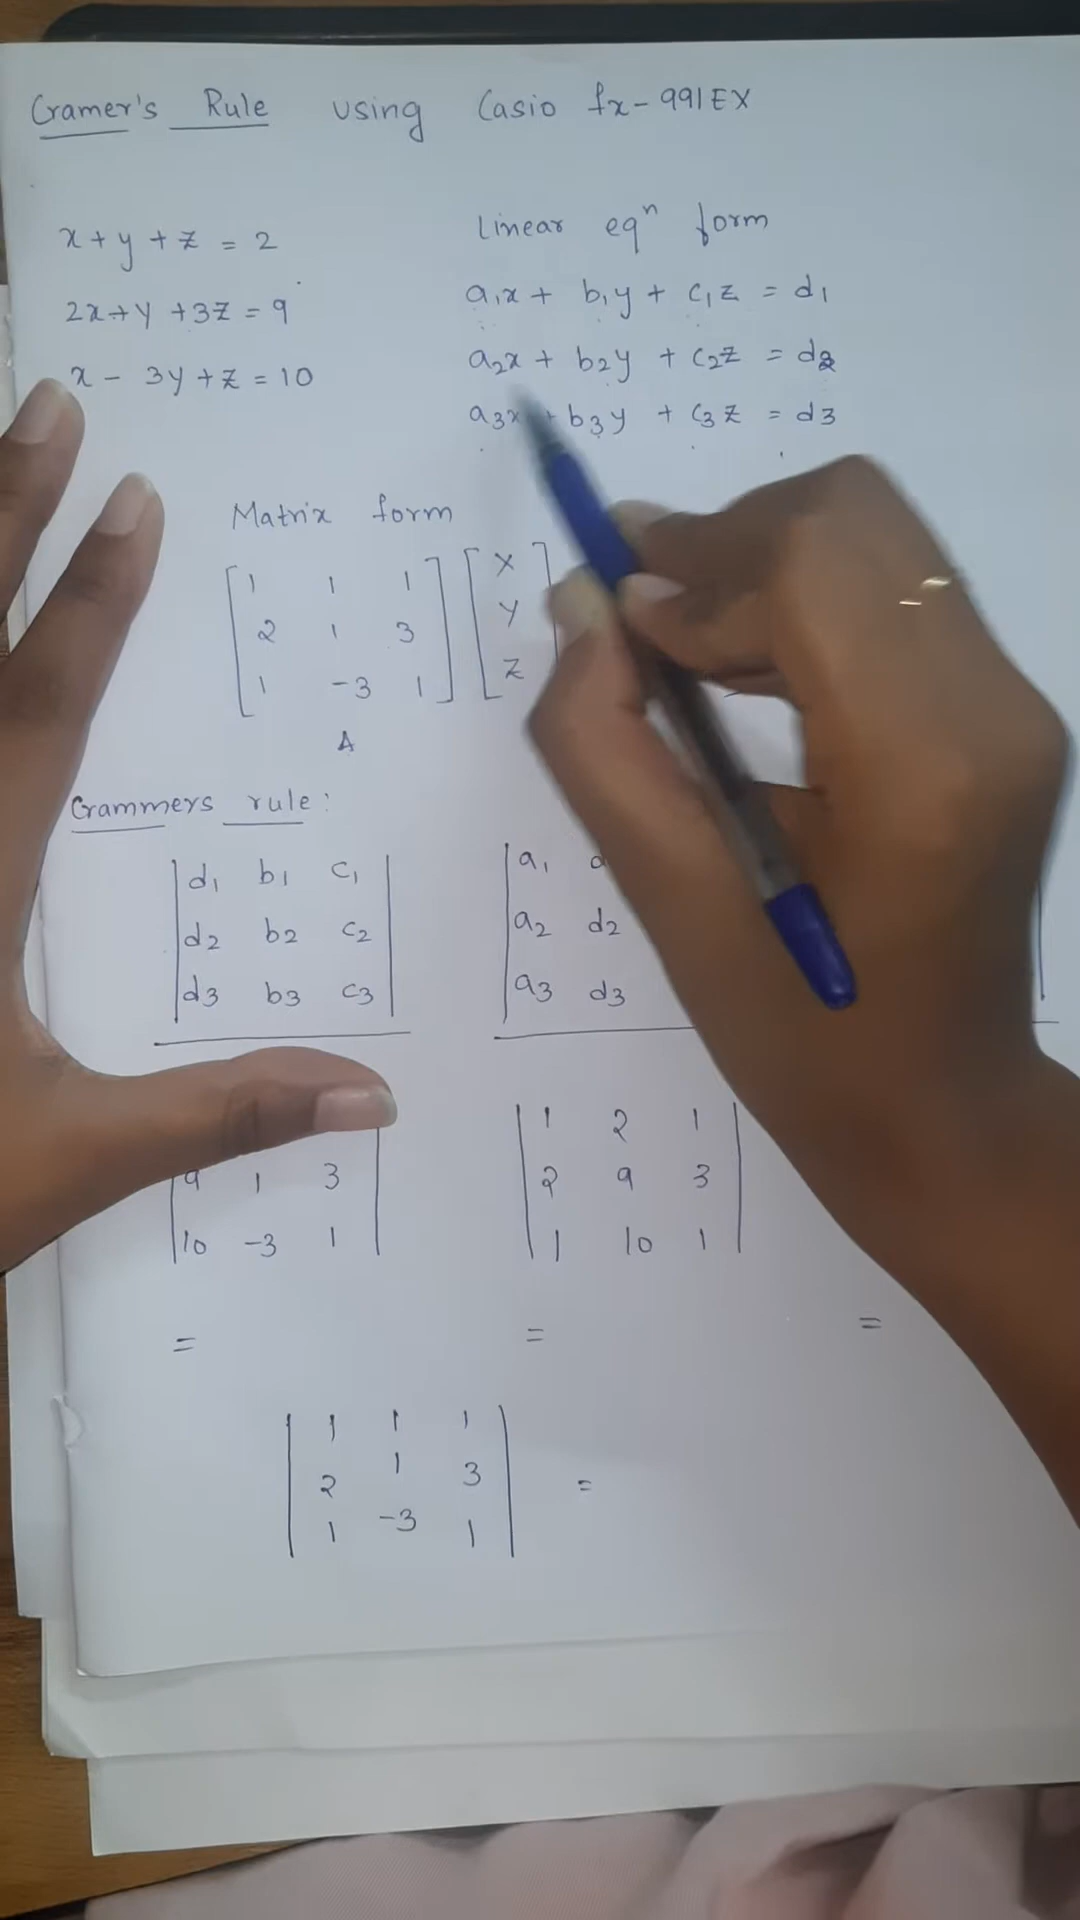 Cramer's Rule using Casio fx-991EX
x + y + z = 2
2x + y + 3z = 9
x - 3y + z = 10
Linear eqⁿ form
a₁x + b₁y + c₁z = d₁
a₂x + b₂y + c₂z = d₂
a₃x + b₃y + c₃z = d₃
Matrix form
1 1 1 x
2 1 3 y
1 -3 1 z
A
Crammers rule:
d₁ b₁ c₁
d₂ b₂ c₂
d₃ b₃ c₃
a₁
a₂ d₂
a₃ d₃
9 1 3
10 -3 1
=
1 2 1
2 9 3
1 10 1
=
=
1 1 1
2 1 3
1 -3 1
=